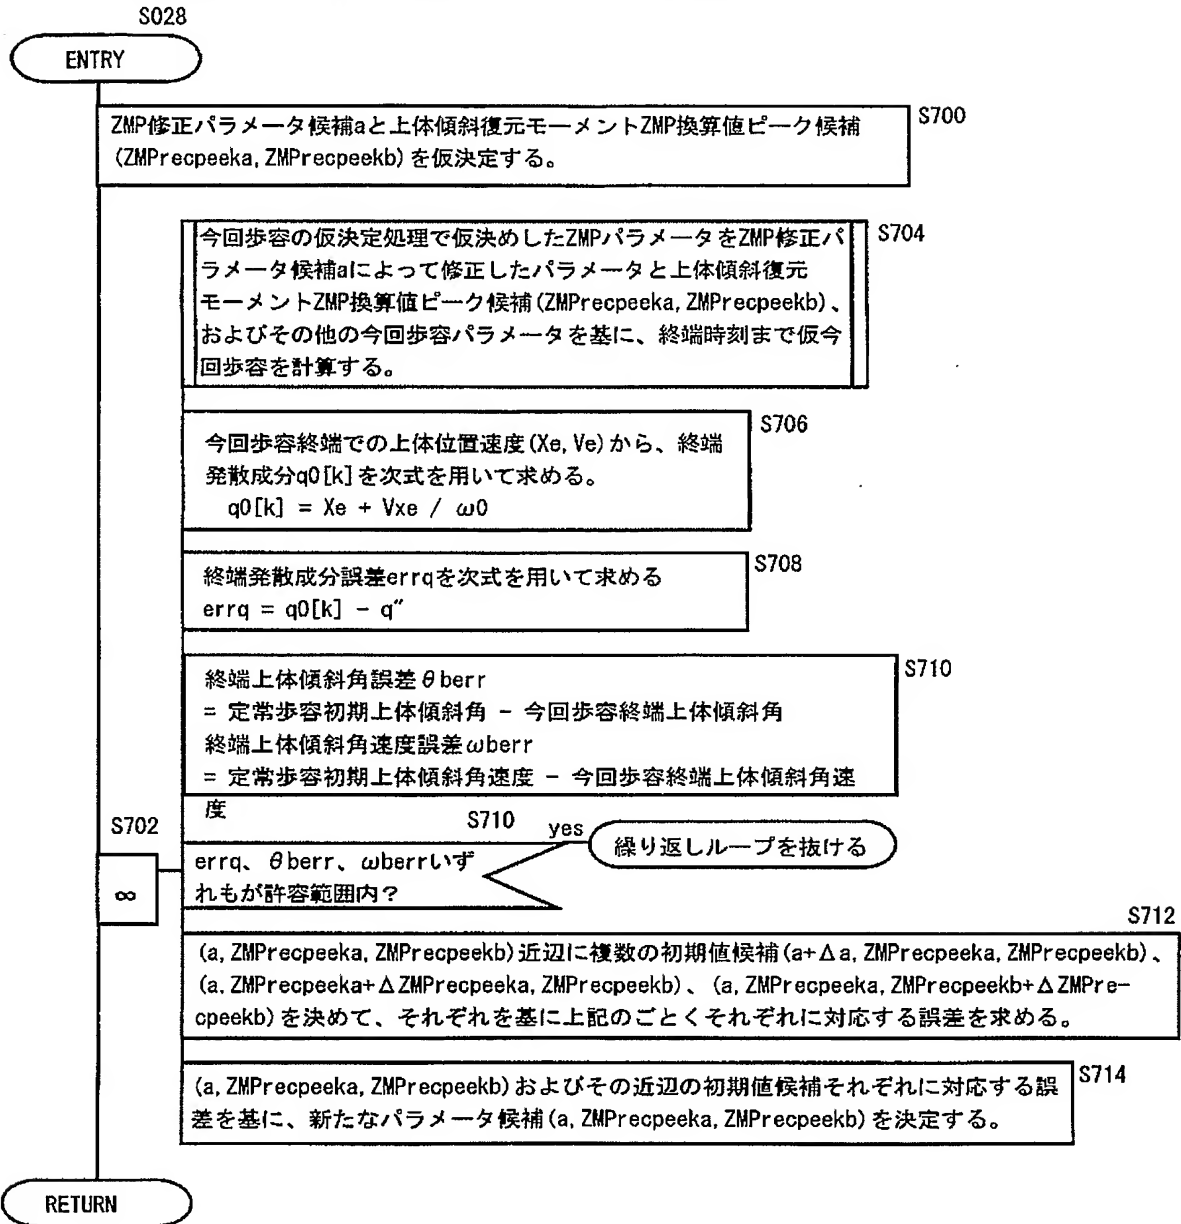 S028
ENTRY
S700
ZMP修正パラメータ候補aと上体傾斜復元モーメントZMP換算値ピーク候補
(ZMPrecpeeka, ZMPrecpeekb)を仮決定する。
S704
今回歩容の仮決定処理で仮決めしたZMPパラメータをZMP修正パ
ラメータ候補aによって修正したパラメータと上体傾斜復元
モーメントZMP換算値ピーク候補(ZMPrecpeeka, ZMPrecpeekb)、
およびその他の今回歩容パラメータを基に、終端時刻まで仮今
回歩容を計算する。
S706
今回歩容終端での上体位置速度(Xe, Ve)から、終端
発散成分q0[k]を次式を用いて求める。
q0[k] = Xe + Vxe / ω0
S708
終端発散成分誤差errqを次式を用いて求める
errq = q0[k] - q″
S710
終端上体傾斜角誤差θberr
= 定常歩容初期上体傾斜角 - 今回歩容終端上体傾斜角
終端上体傾斜角速度誤差ωberr
= 定常歩容初期上体傾斜角速度 - 今回歩容終端上体傾斜角速
度
S702
∞
S710
yes
繰り返しループを抜ける
errq、θberr、ωberrいず
れもが許容範囲内？
S712
(a, ZMPrecpeeka, ZMPrecpeekb)近辺に複数の初期値候補(a+Δa, ZMPrecpeeka, ZMPrecpeekb)、
(a, ZMPrecpeeka+ΔZMPrecpeeka, ZMPrecpeekb)、(a, ZMPrecpeeka, ZMPrecpeekb+ΔZMPre-
cpeekb)を決めて、それぞれを基に上記のごとくそれぞれに対応する誤差を求める。
S714
(a, ZMPrecpeeka, ZMPrecpeekb)およびその近辺の初期値候補それぞれに対応する誤
差を基に、新たなパラメータ候補(a, ZMPrecpeeka, ZMPrecpeekb)を決定する。
RETURN